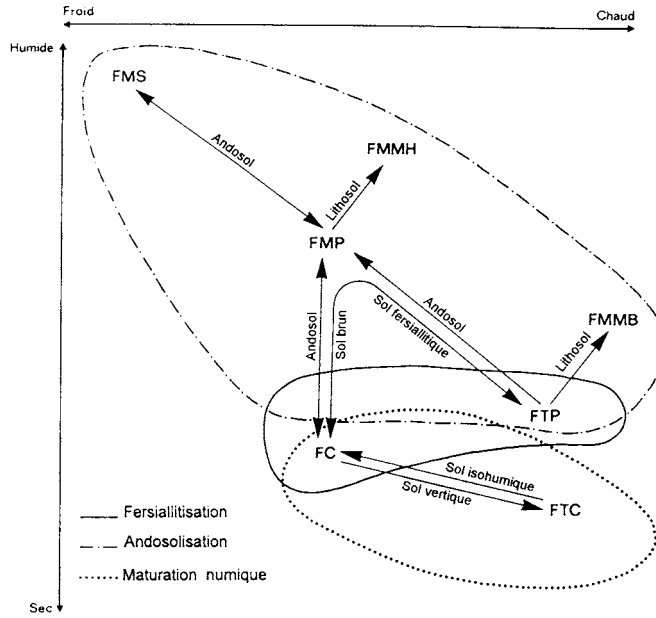 Froid
Chaud
Humide
FMS
Andosol
FMMH
Lithosol
FMP
Andosol
Sol brun
Sol fersiallitique
Andosol
FMMB
Lithosol
FTP
FC
Sol isohumique
Sol vertique
FTC
Fersiallitisation
Andosolisation
Maturation numique
Sec